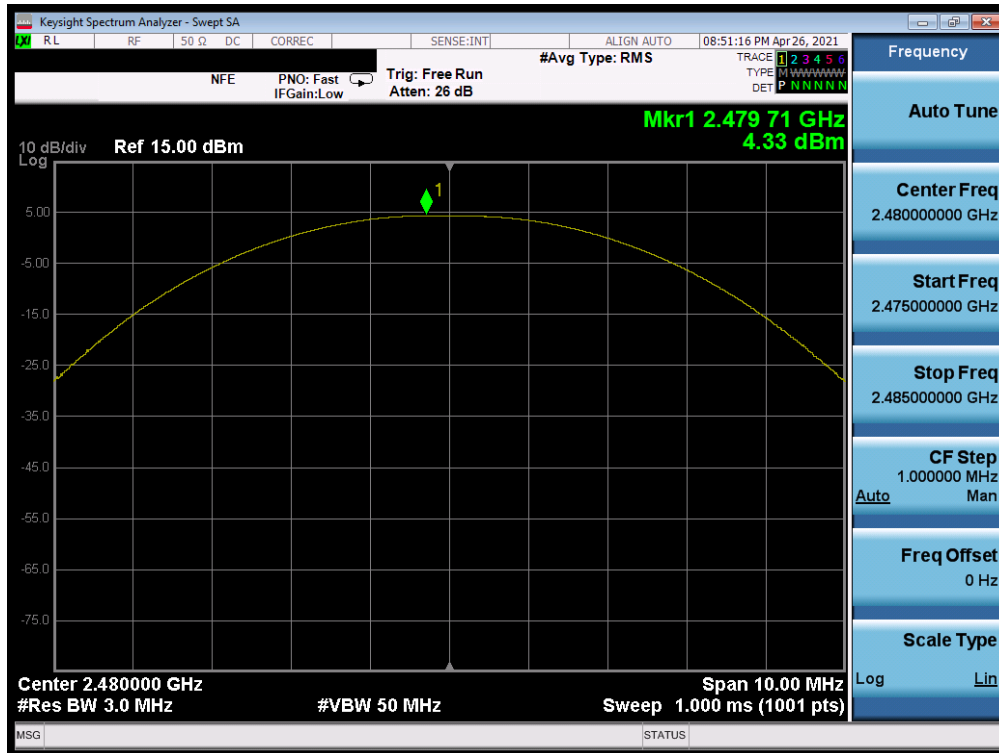 Keysight Spectrum Analyzer - Swept SA
LXI RL RF 50 Ω DC CORREC SENSE:INT ALIGN AUTO 08:51:16 PM Apr 26, 2021
NFE PNO: Fast IFGain:Low Trig: Free Run Atten: 26 dB #Avg Type: RMS
TRACE 1 2 3 4 5 6
TYPE M WWWWW
DET P N N N N N
Mkr1 2.479 71 GHz
4.33 dBm
10 dB/div Ref 15.00 dBm
Log
1
5.00
-5.00
-15.0
-25.0
-35.0
-45.0
-55.0
-65.0
-75.0
Center 2.480000 GHz Span 10.00 MHz
#Res BW 3.0 MHz #VBW 50 MHz Sweep 1.000 ms (1001 pts)
MSG STATUS
Frequency
Auto Tune
Center Freq
2.480000000 GHz
Start Freq
2.475000000 GHz
Stop Freq
2.485000000 GHz
CF Step
1.000000 MHz
Auto Man
Freq Offset
0 Hz
Scale Type
Log Lin